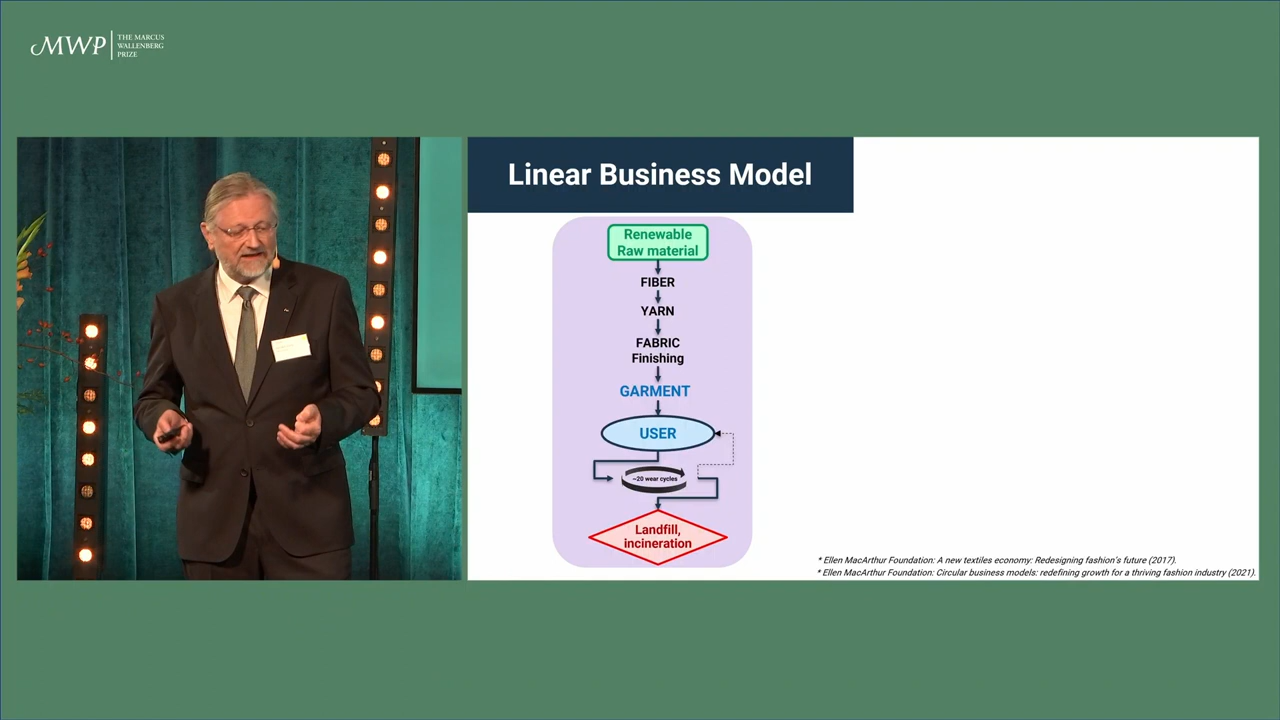 MWP
THE MARCUS
WALLENBERG
PRIZE
Linear Business Model
Renewable
Raw material
FIBER
YARN
FABRIC
Finishing
GARMENT
USER
~20 wear cycles
Landfill,
incineration
* Ellen MacArthur Foundation: A new textiles economy: Redesigning fashion's future (2017).
* Ellen MacArthur Foundation: Circular business models: redefining growth for a thriving fashion industry (2021).